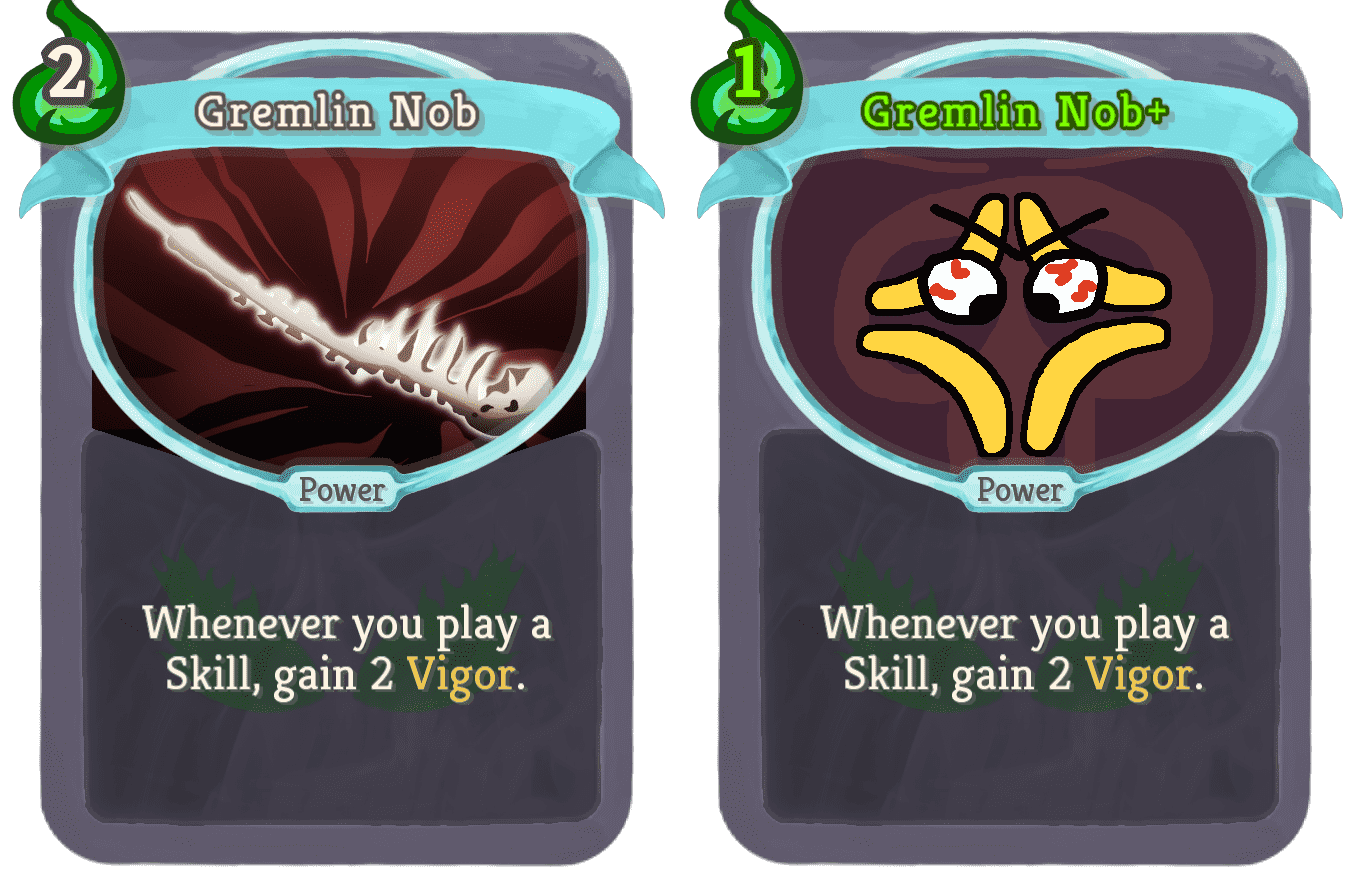 2
Gremlin Nob
Power
Whenever you play a
Skill, gain 2 Vigor.
1
Gremlin Nob+
Power
Whenever you play a
Skill, gain 2 Vigor.